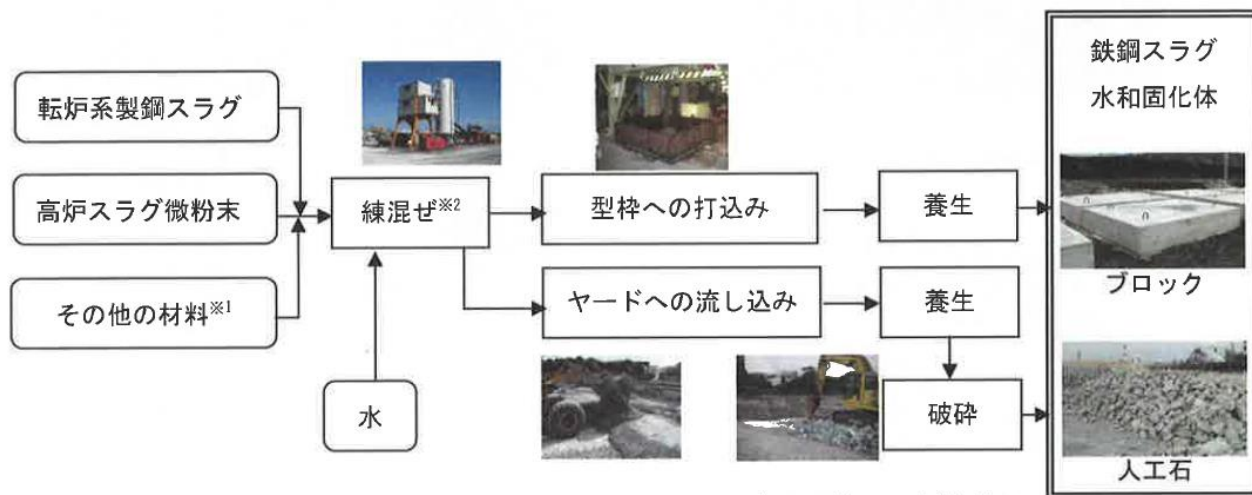 転炉系製鋼スラグ
高炉スラグ微粉末
その他の材料※1
練混ぜ※2
水
型枠への打込み
養生
ヤードへの流し込み
養生
破砕
鉄鋼スラグ
水和固化体
ブロック
人工石